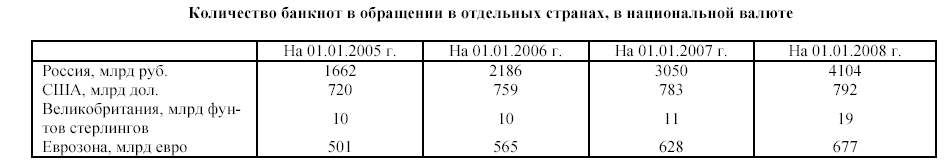 Количество банкнот в обращении в отдельных странах, в национальной валюте
На 01.01.2005 г. На 01.01.2006 г. На 01.01.2007 г. На 01.01.2008 г.
Россия, млрд руб. 1662 2186 3050 4104
США, млрд дол. 720 759 783 792
Великобритания, млрд фун-
тов стерлингов 10 10 11 19
Еврозона, млрд евро 501 565 628 677